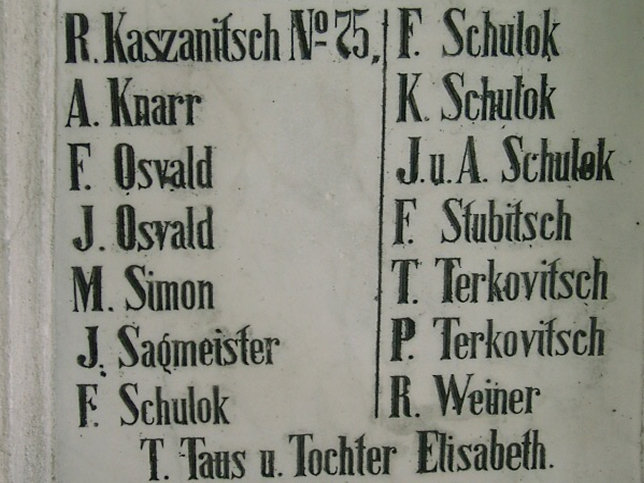 R. Kaszanitsch No 75.
A. Knarr
F. Osvald
J. Osvald
M. Simon
J. Sagmeister
F. Schulok
F. Schulok
K. Schulok
J. u. A. Schulok
F. Stubitsch
T. Terkovitsch
P. Terkovitsch
R. Weiner
T. Taus u. Tochter Elisabeth.